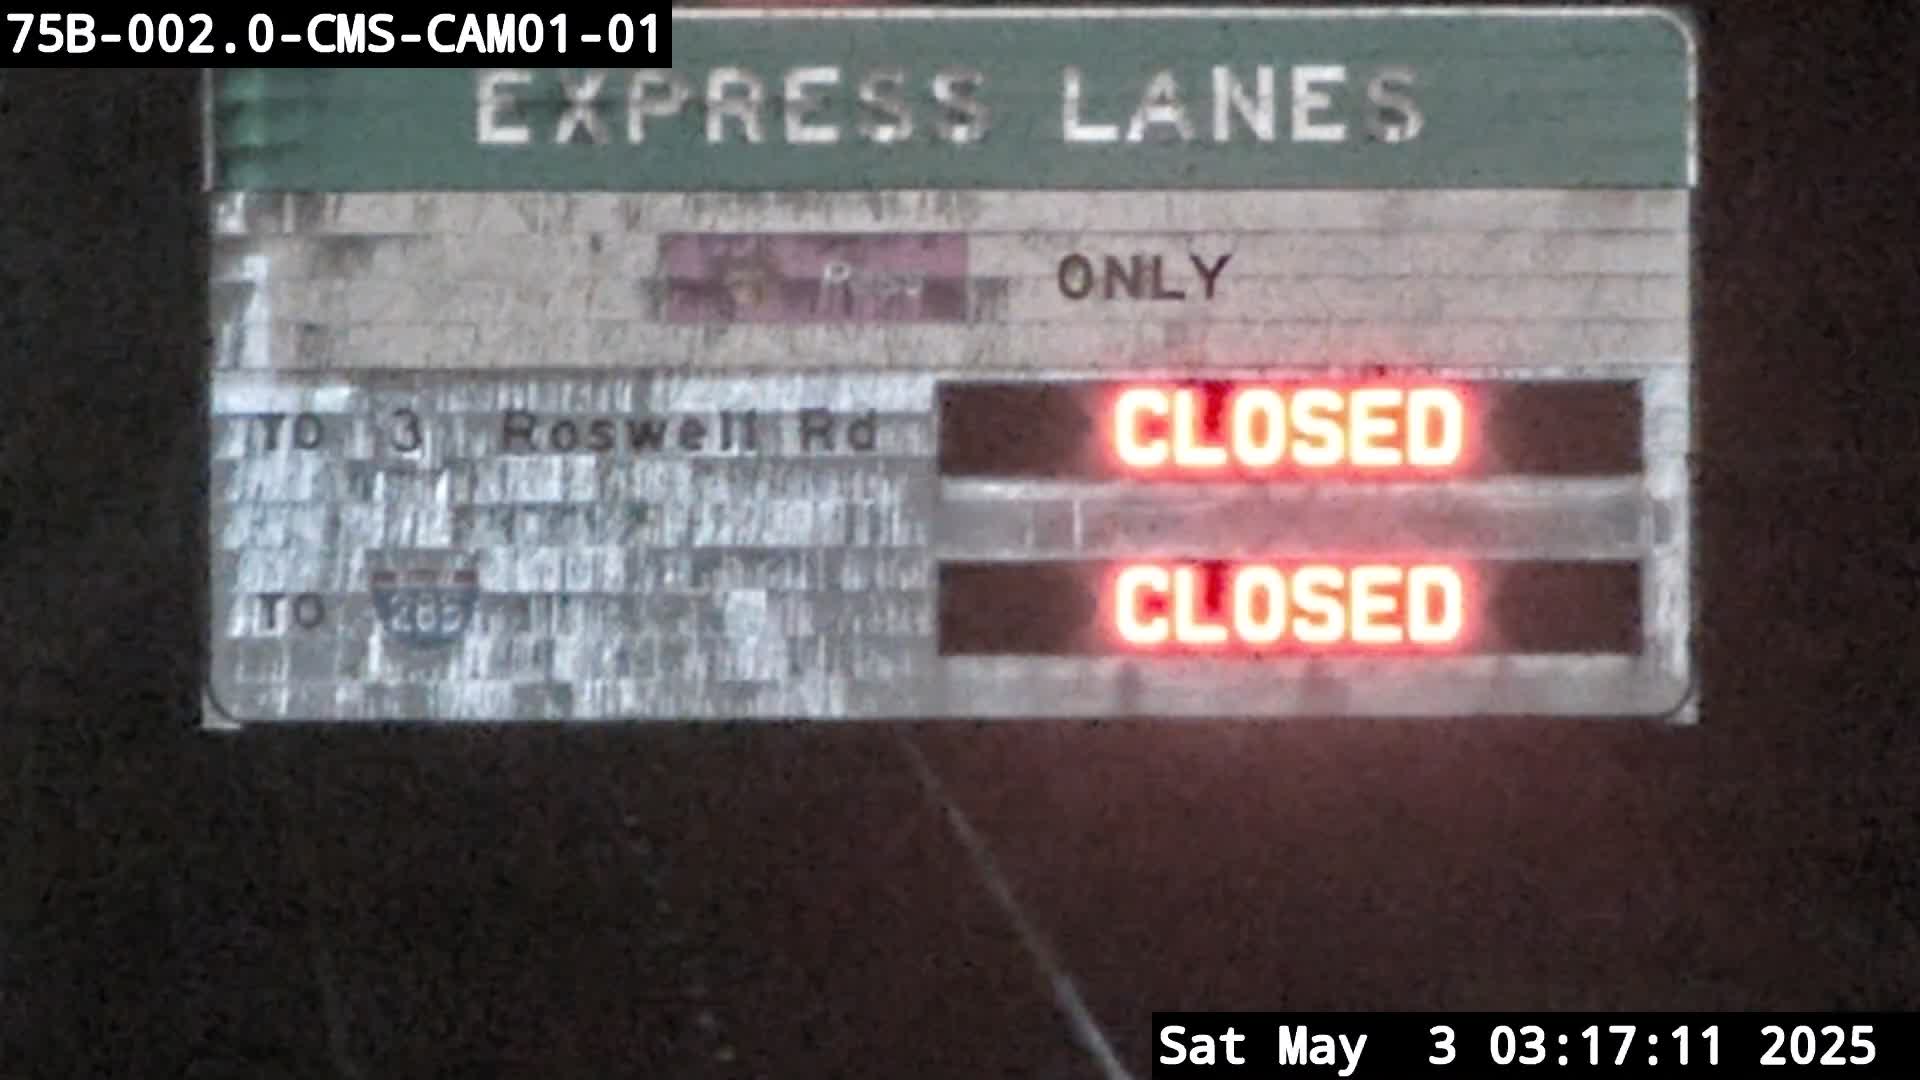 75B-002.0-CMS-CAM01-01
EXPRESS LANES
ONLY
TO 3 Roswell Rd CLOSED
TO 285 CLOSED
Sat May 3 03:17:11 2025